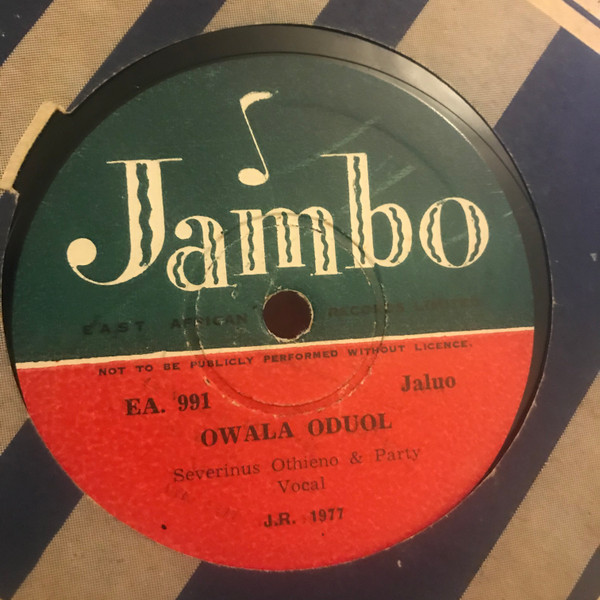 Jambo
EAST AFRICAN RECORDS LIMITED
NOT TO BE PUBLICLY PERFORMED WITHOUT LICENCE.
EA. 991 Jaluo
OWALA ODUOL
Severinus Othieno & Party
Vocal
J.R. 1977